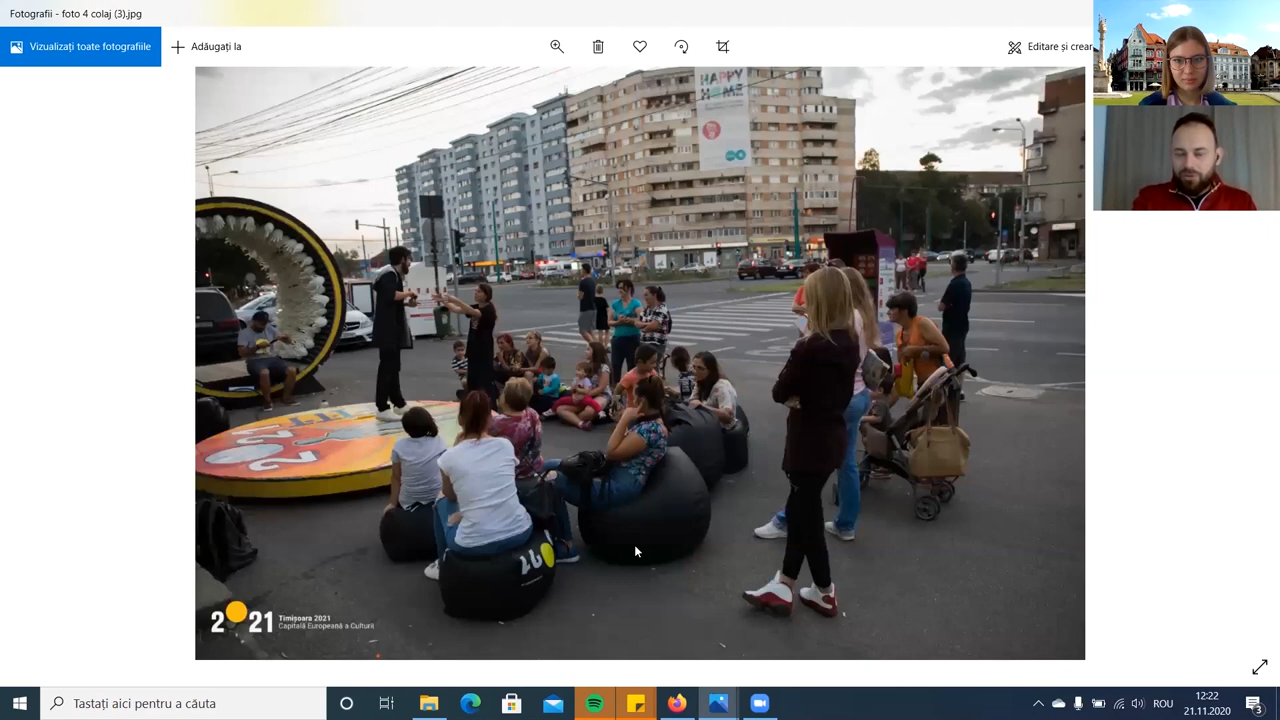 Fotografii - foto 4 colaj (3).jpg
Vizualizați toate fotografiile
Adăugați la
Editare și crear
HAPPY
HOME
2021
Timișoara 2021
Capitală Europeană a Culturii
Tastați aici pentru a căuta
ROU
12:22
21.11.2020
3